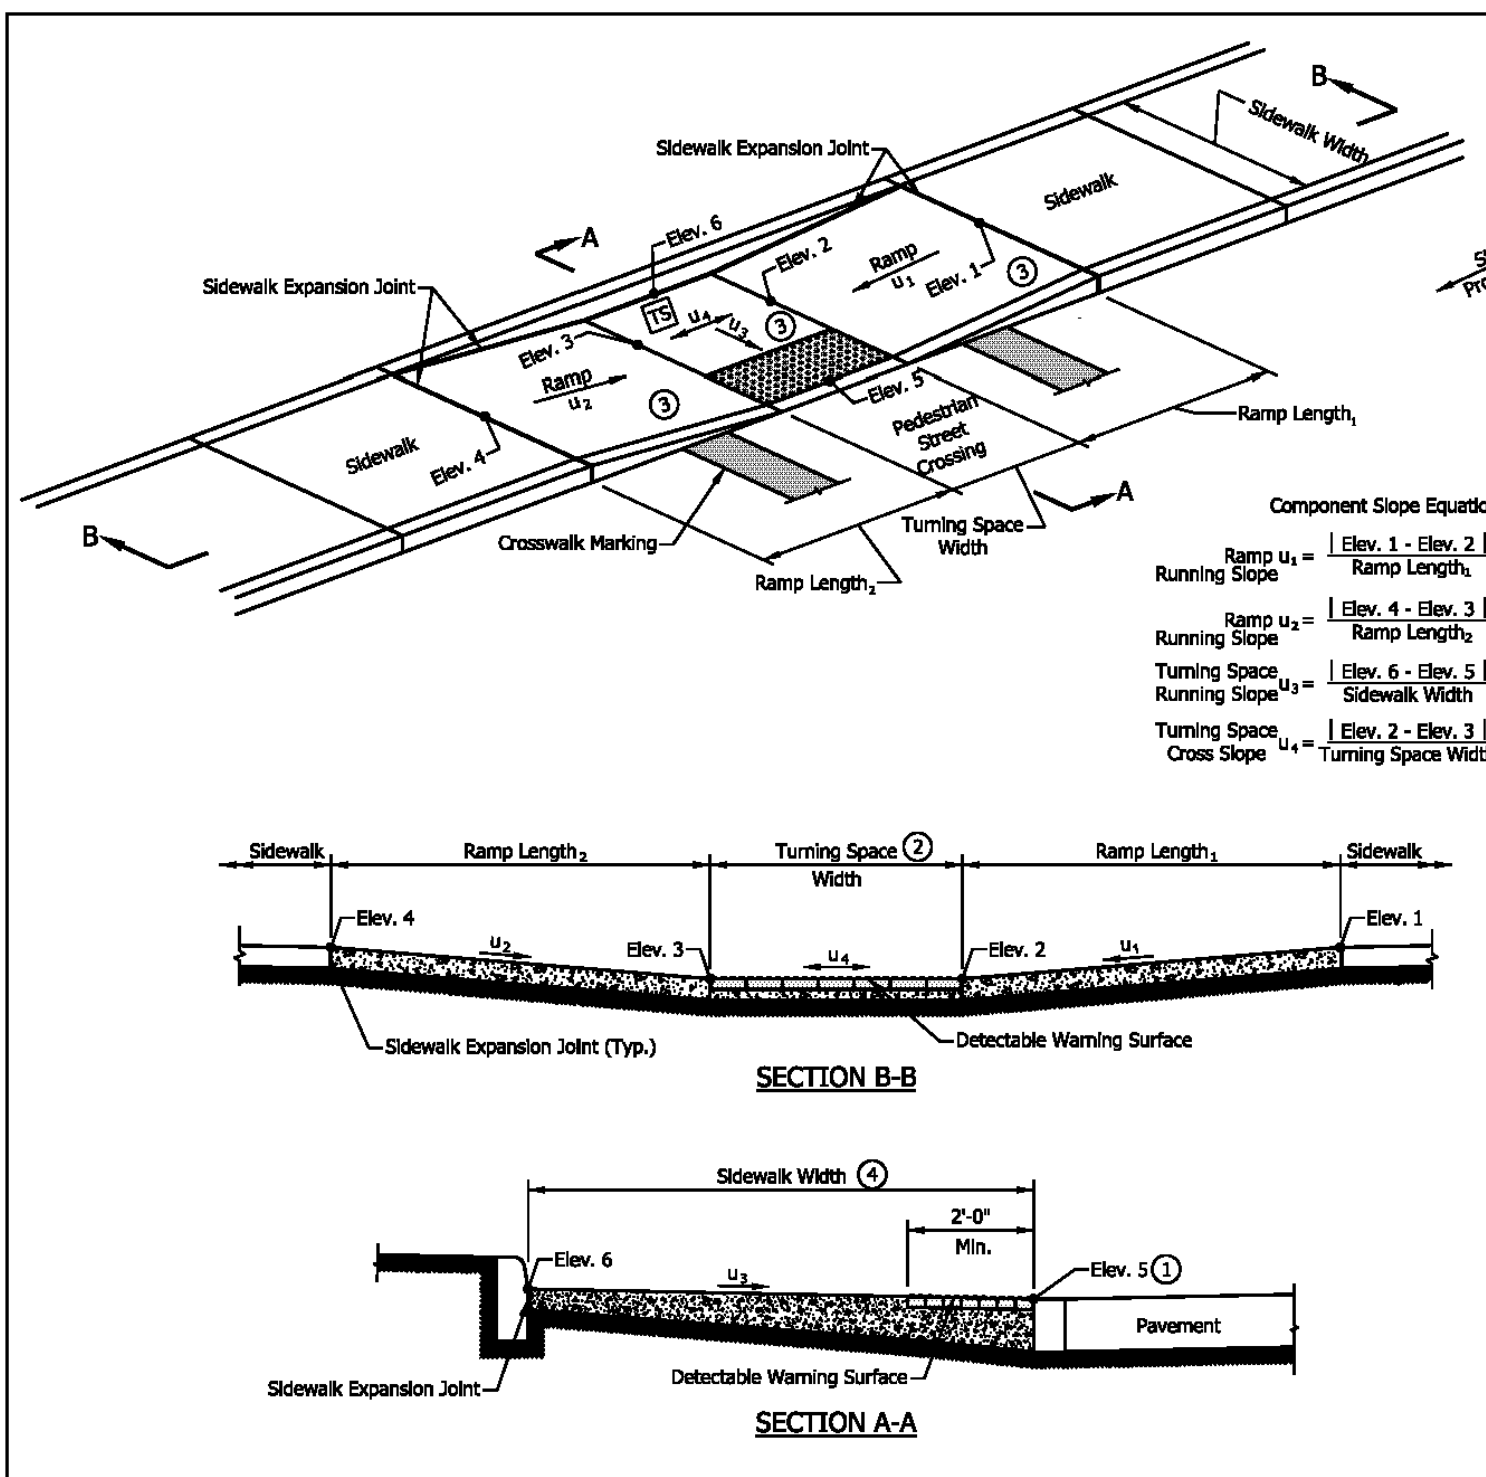 B
Sidewalk Width
Sidewalk Expansion Joint
Sidewalk
A
Elev. 6
Elev. 2
Ramp
u₁
Elev. 1
③
Sidewalk Expansion Joint
TS
u₄
u₃
③
Elev. 3
Ramp
u₂
③
Elev. 5
Pedestrian
Street
Crossing
Ramp Length₁
Sidewalk
Elev. 4
B
Crosswalk Marking
Turning Space
Width
A
Ramp Length₂
Component Slope
Ramp u₁ = | Elev. 1 - Elev. 2 |
Running Slope Ramp Length₁
Ramp u₂ = | Elev. 4 - Elev. 3 |
Running Slope Ramp Length₂
Turning Space u₃ = | Elev. 6 - Elev. 5 |
Running Slope Sidewalk Width
Turning Space u₄ = | Elev. 2 - Elev. 3 |
Cross Slope Turning Space
Sidewalk Ramp Length₂ Turning Space ② Ramp Length₁ Sidewalk
Width
Elev. 4 u₂ Elev. 3 u₄ Elev. 2 u₁ Elev. 1
Sidewalk Expansion Joint (Typ.)
Detectable Warning Surface
SECTION B-B
Sidewalk Width ④
2'-0"
Min.
Elev. 6
u₃
Elev. 5 ①
Pavement
Detectable Warning Surface
Sidewalk Expansion Joint
SECTION A-A